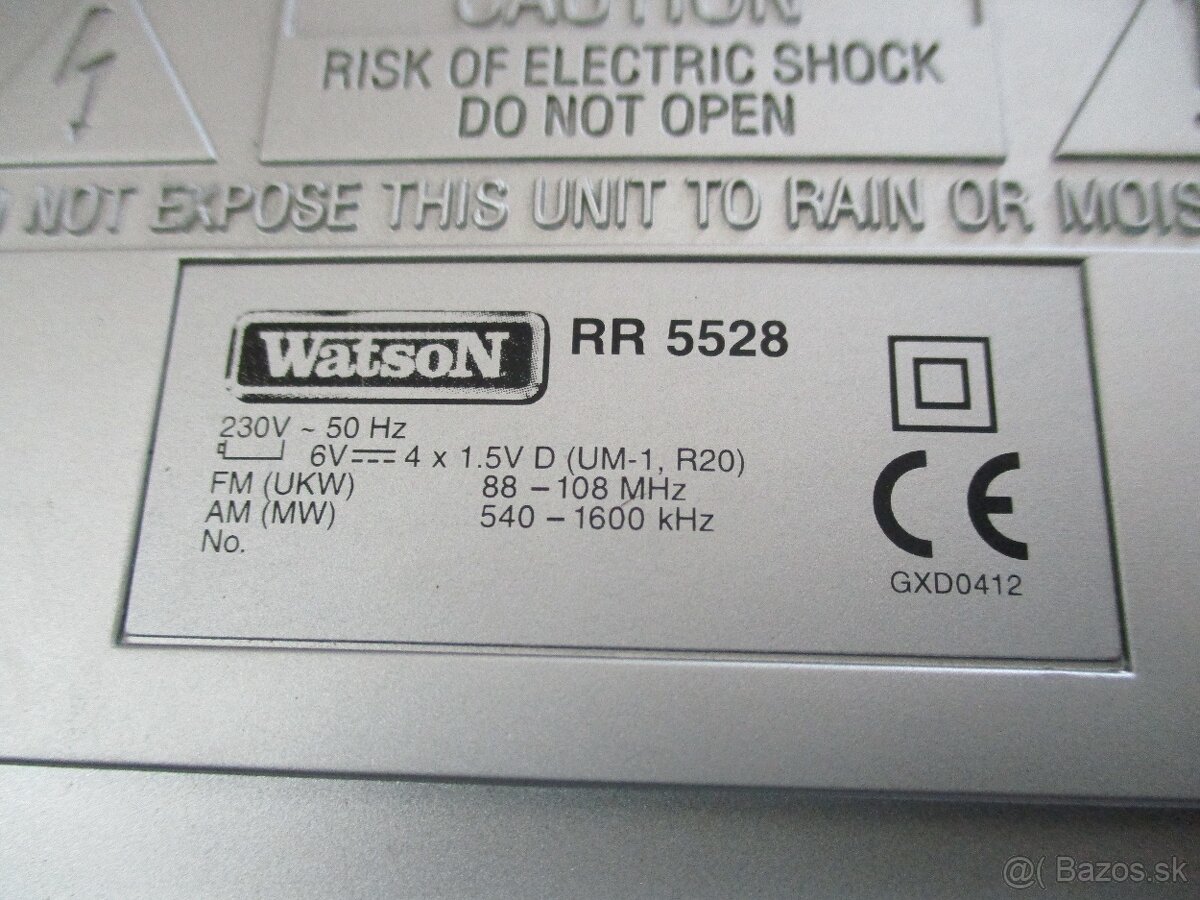 CAUTION
RISK OF ELECTRIC SHOCK
DO NOT OPEN
NOT EXPOSE THIS UNIT TO RAIN OR MOIS
WatsoN RR 5528
230V ~ 50 Hz
6V 4 x 1.5V D (UM-1, R20)
FM (UKW) 88 – 108 MHz
AM (MW) 540 – 1600 kHz
No.
CE
GXD0412
@( Bazos.sk